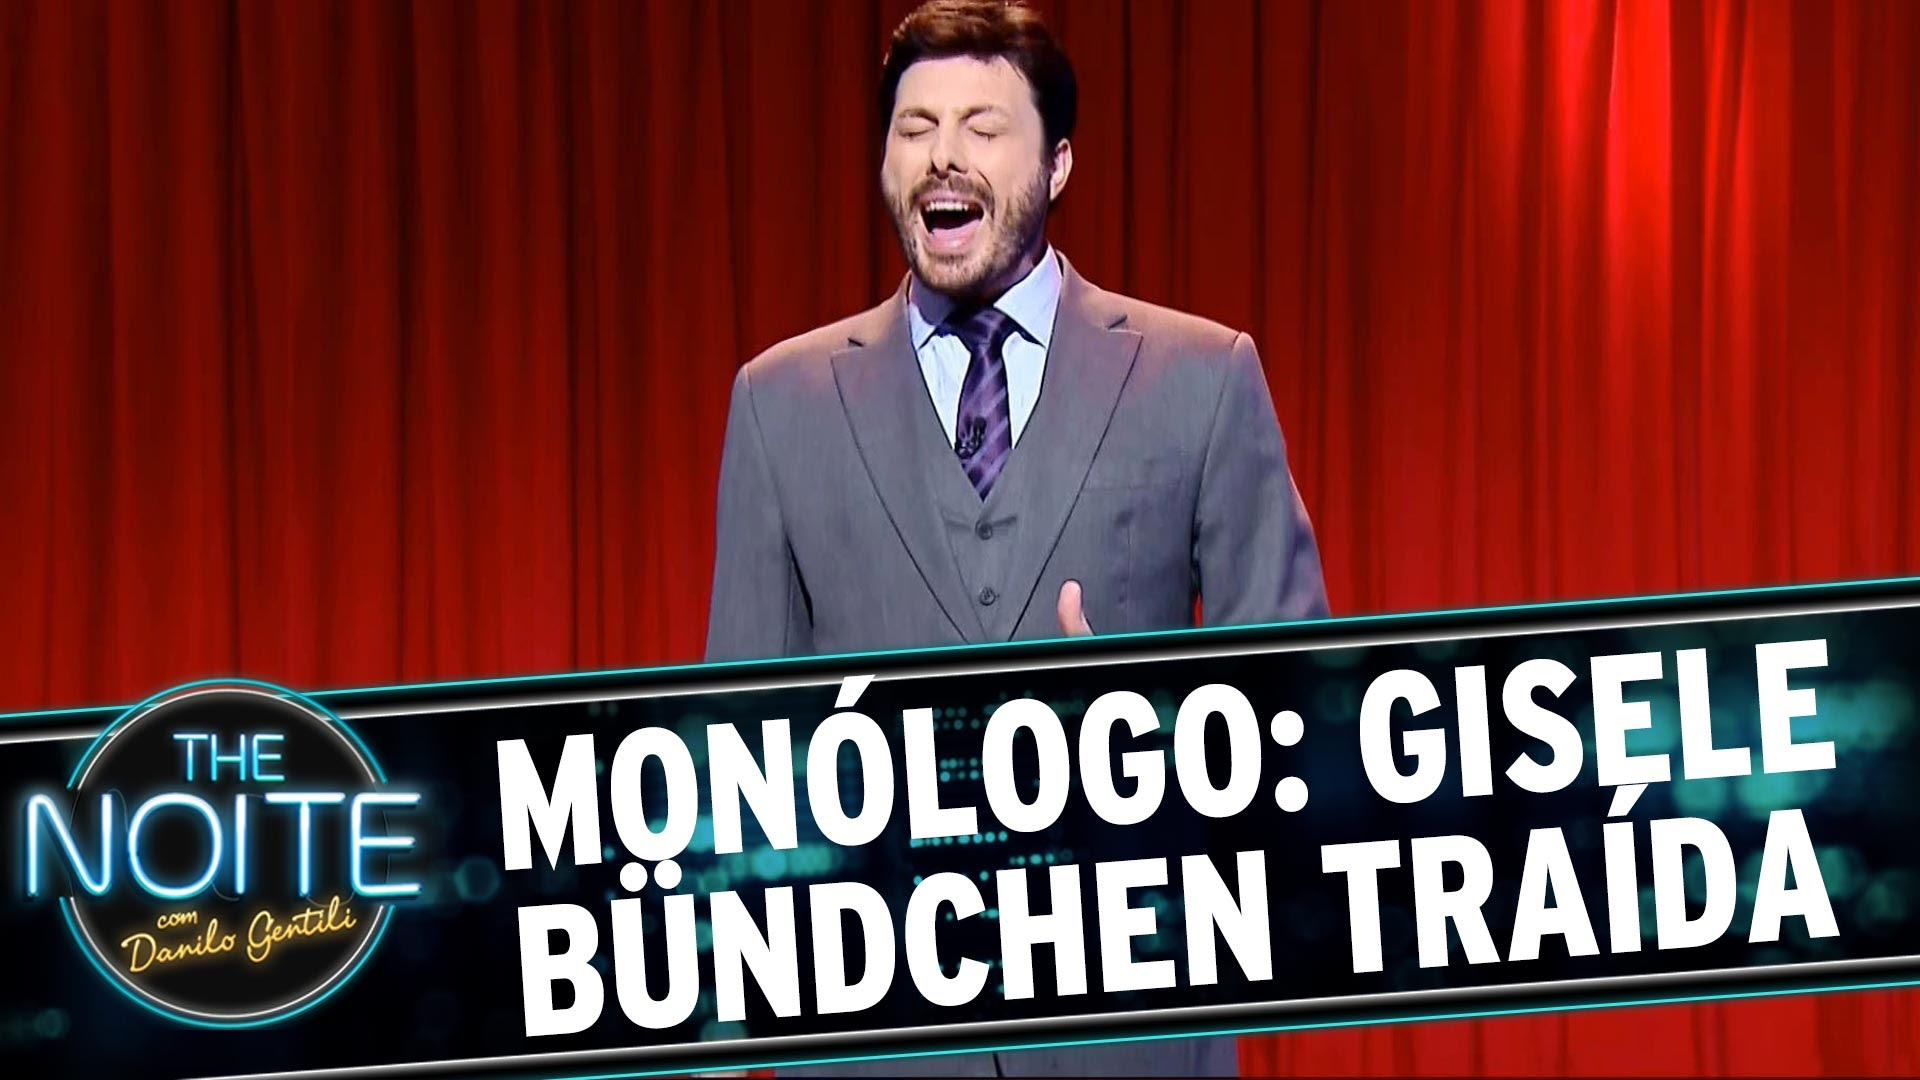 MONÓLOGO: GISELE
BÜNDCHEN TRAÍDA
THE
NOITE
com
Danilo Gentili